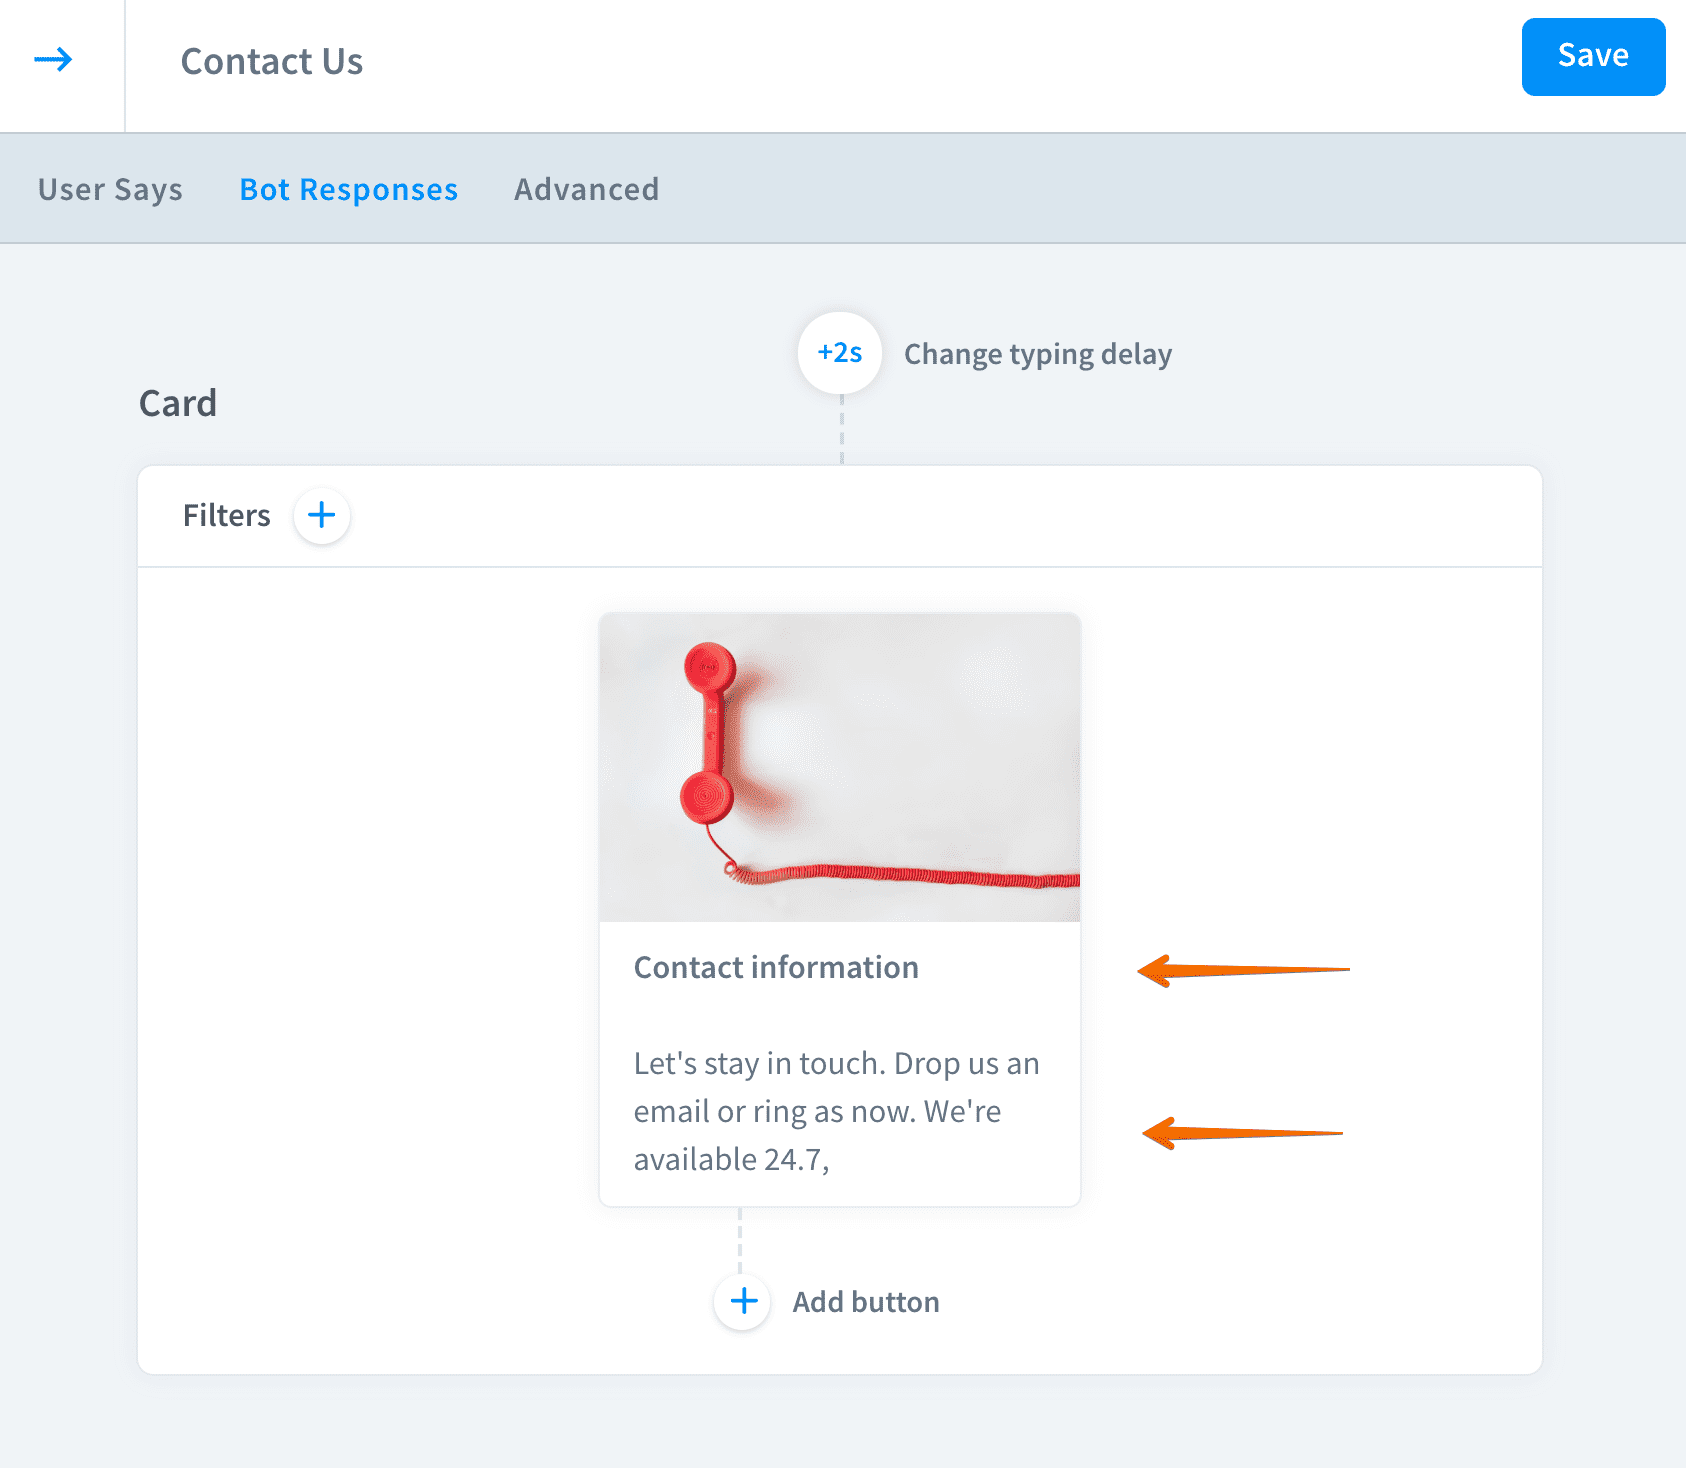 Contact Us
Save
User Says
Bot Responses
Advanced
+2s
Change typing delay
Card
Filters
Contact information
Let's stay in touch. Drop us an
email or ring as now. We're
available 24.7,
Add button